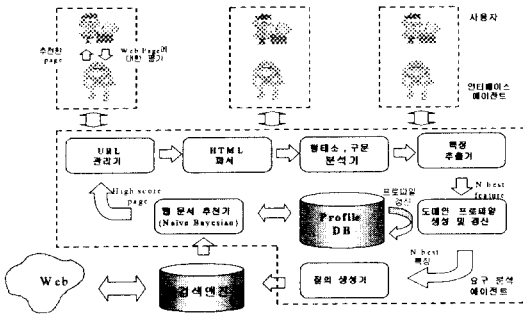 사용자
추천한
page
Web Page에
대한 평가
인터페이스
에이전트
URL
관리기
HTML
파서
형태소, 구문
분석기
특징
추출기
High score
page
N best
feature
웹 문서 추천기
(Naive Bayesian)
Profile
DB
프로파일
갱신
도메인 프로파일
생성 및 갱신
N best
특징
Web
검색엔진
질의 생성기
요구 분석
에이전트